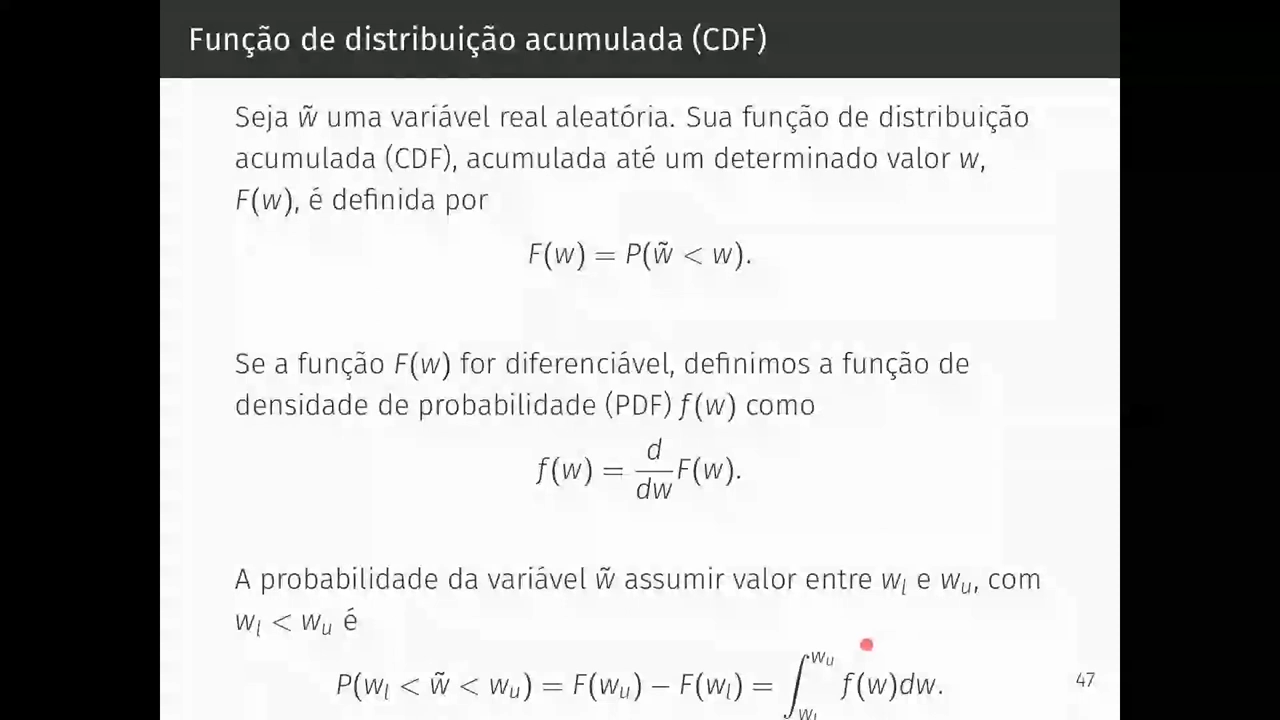 Função de distribuição acumulada (CDF)
Seja w̃ uma variável real aleatória. Sua função de distribuição
acumulada (CDF), acumulada até um determinado valor w,
F(w), é definida por
F(w) = P(w̃ < w).
Se a função F(w) for diferenciável, definimos a função de
densidade de probabilidade (PDF) f(w) como
f(w) = d/dw F(w).
A probabilidade da variável w̃ assumir valor entre w_l e w_u, com
w_l < w_u é
P(w_l < w̃ < w_u) = F(w_u) − F(w_l) = ∫_{w_l}^{w_u} f(w)dw.
47